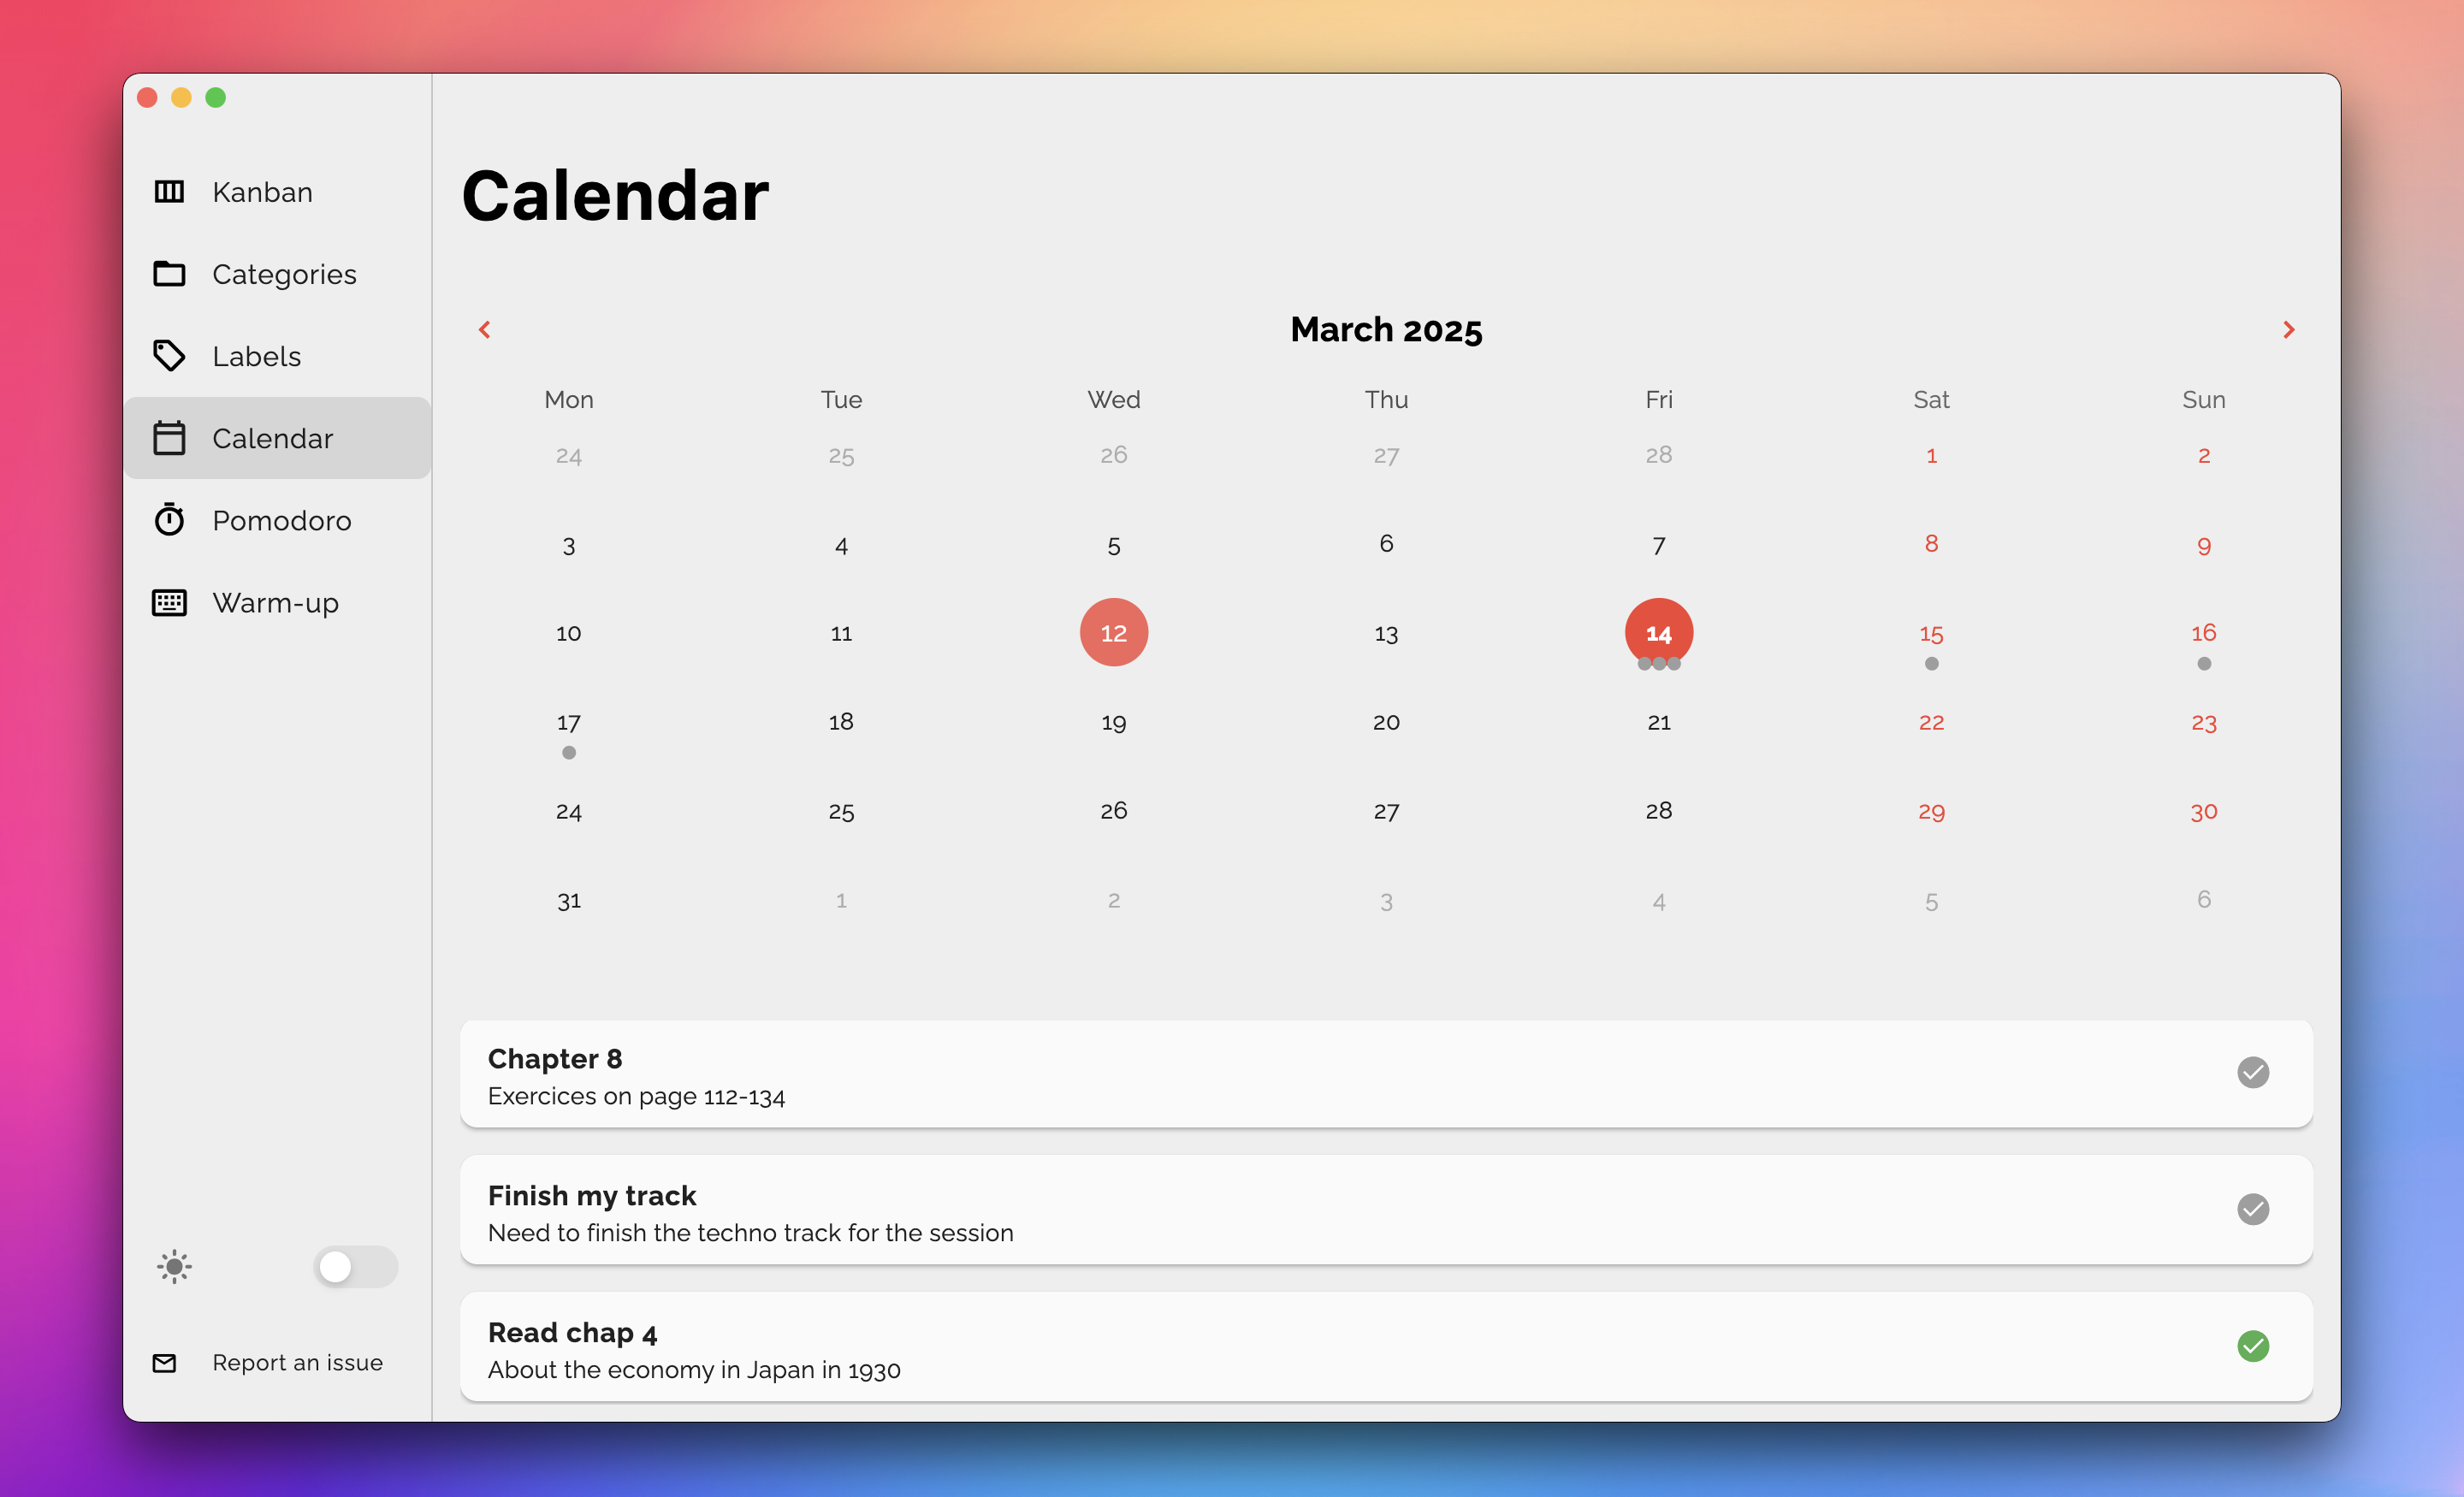 Kanban
Categories
Labels
Calendar
Pomodoro
Warm-up
Report an issue
Calendar
March 2025
Mon Tue Wed Thu Fri Sat Sun
24 25 26 27 28 1 2
3 4 5 6 7 8 9
10 11 12 13 14 15 16
17 18 19 20 21 22 23
24 25 26 27 28 29 30
31 1 2 3 4 5 6
Chapter 8
Exercices on page 112-134
Finish my track
Need to finish the techno track for the session
Read chap 4
About the economy in Japan in 1930